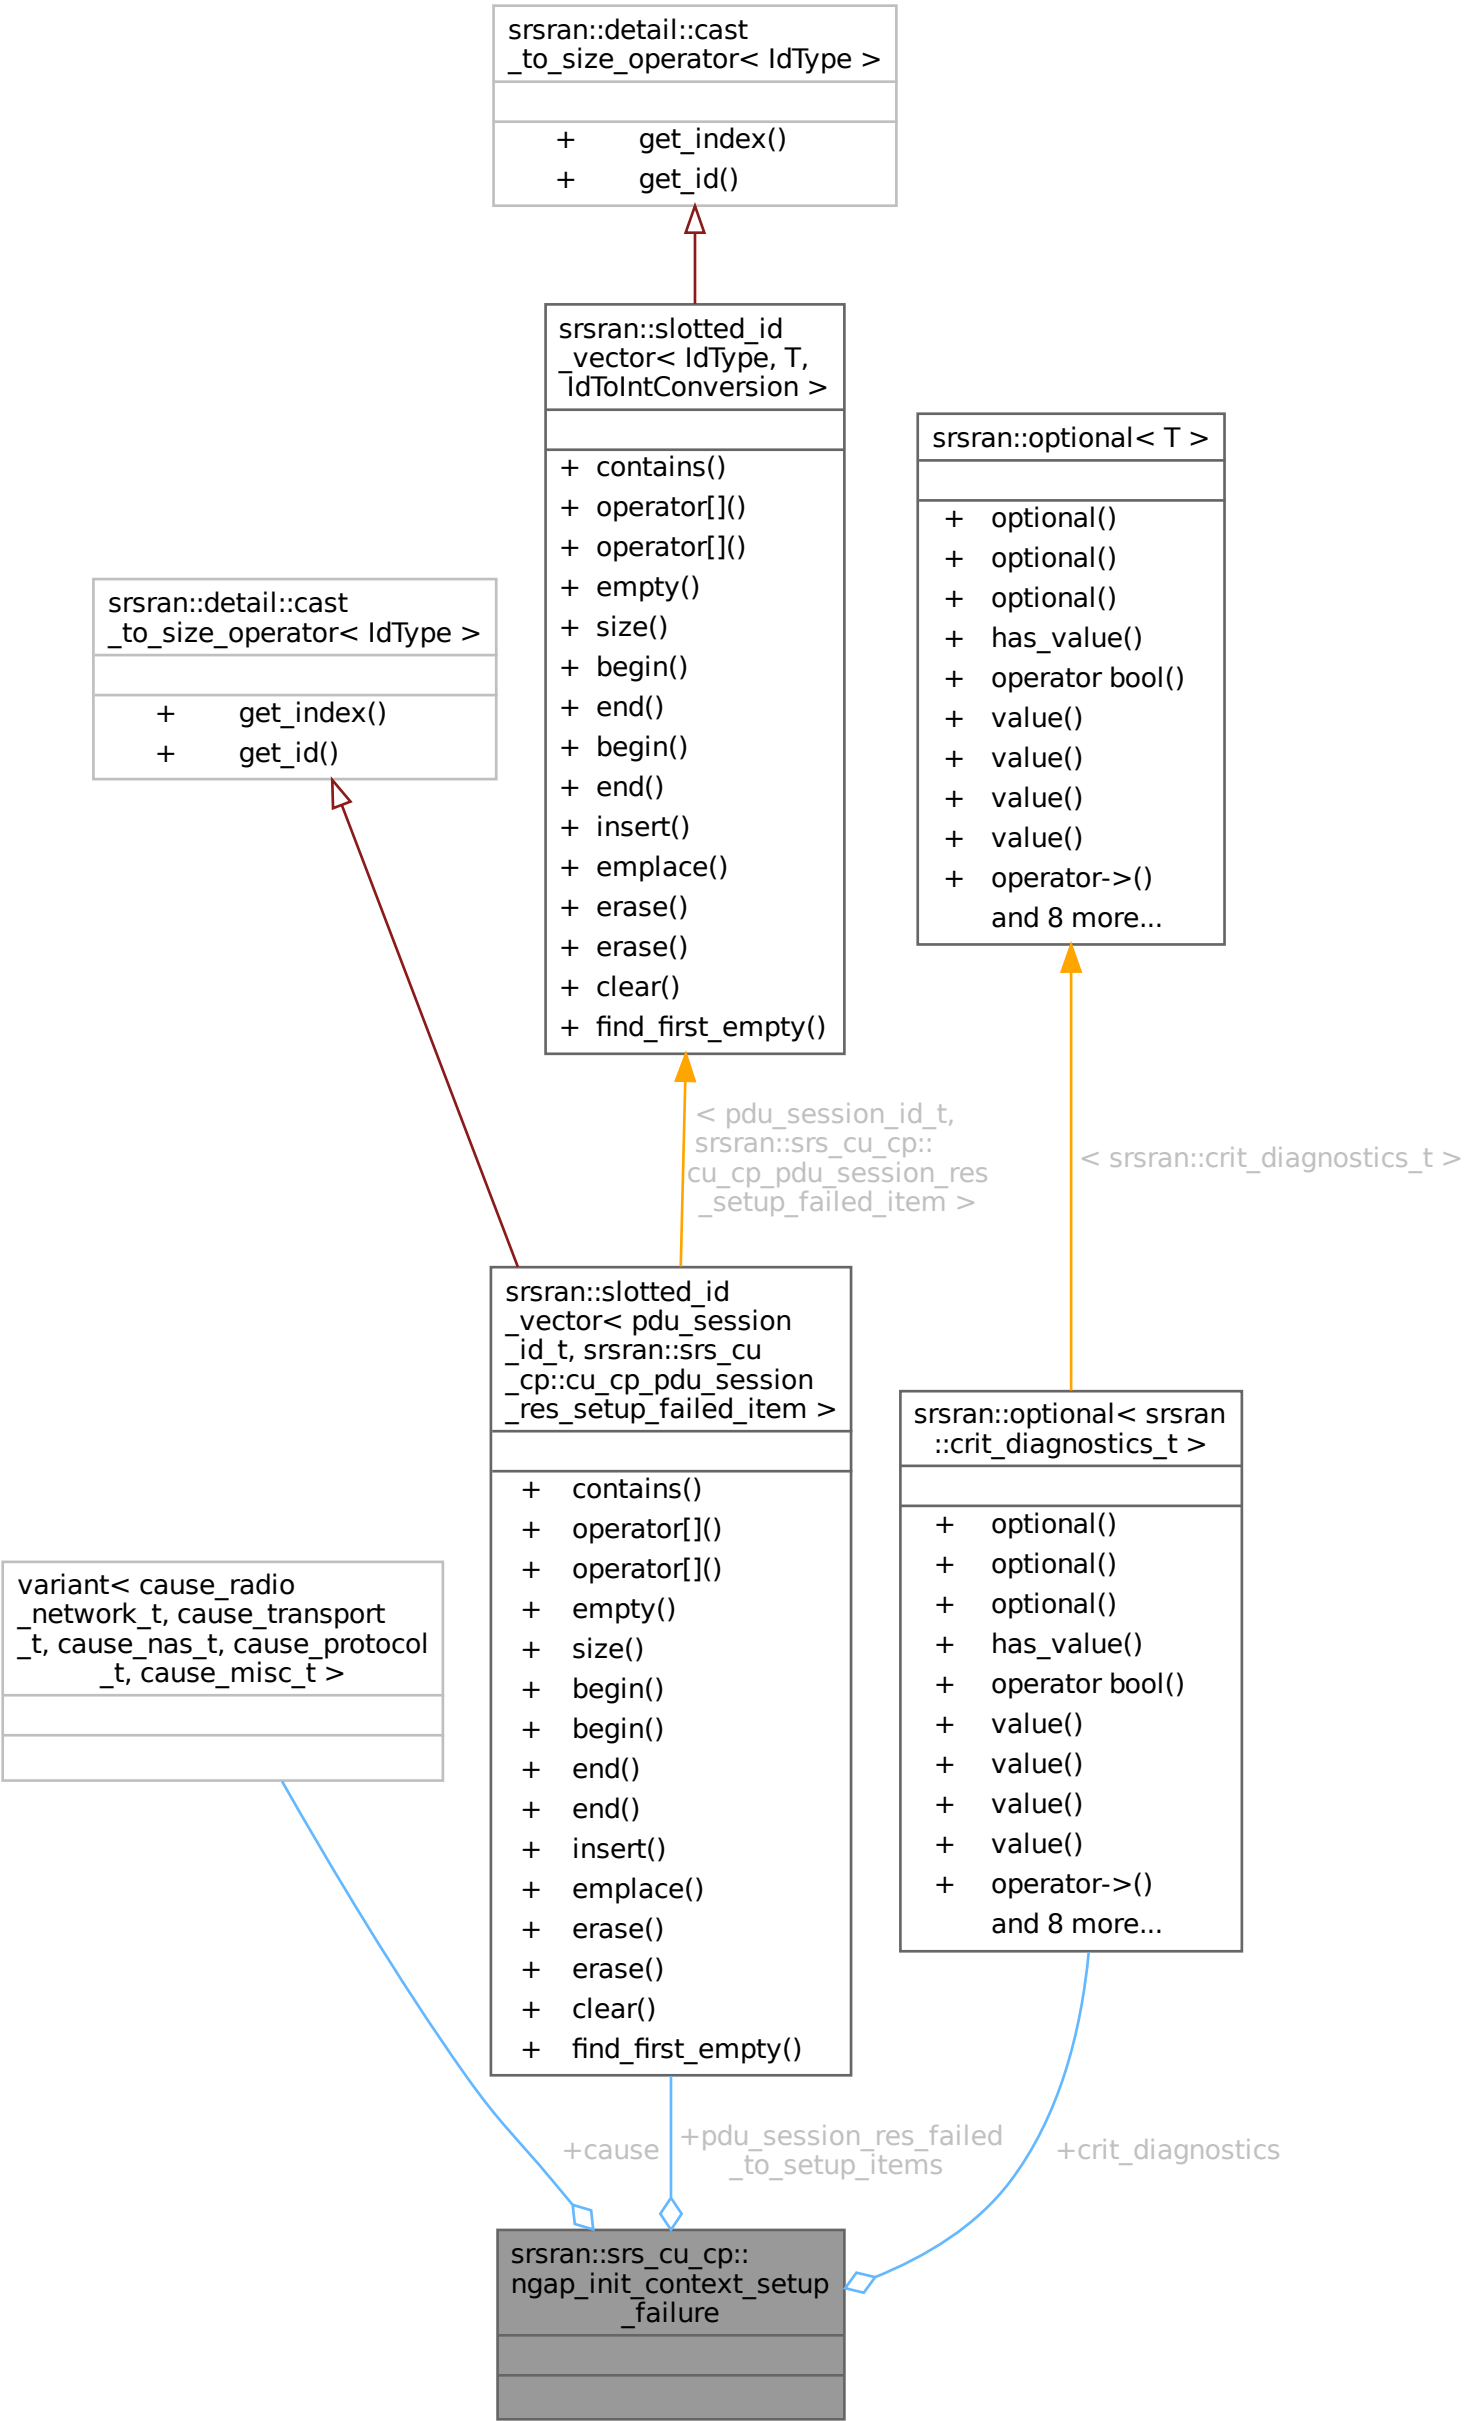 srsran::detail::cast
_to_size_operator< IdType >
+ get_index()
+ get_id()
srsran::slotted_id
_vector< IdType, T,
IdToIntConversion >
+ contains()
+ operator[]()
+ operator[]()
+ empty()
+ size()
+ begin()
+ end()
+ begin()
+ end()
+ insert()
+ emplace()
+ erase()
+ erase()
+ clear()
+ find_first_empty()
srsran::optional< T >
+ optional()
+ optional()
+ optional()
+ has_value()
+ operator bool()
+ value()
+ value()
+ value()
+ value()
+ operator->()
and 8 more...
srsran::detail::cast
_to_size_operator< IdType >
+ get_index()
+ get_id()
< pdu_session_id_t,
srsran::srs_cu_cp::
cu_cp_pdu_session_res
_setup_failed_item >
< srsran::crit_diagnostics_t >
srsran::slotted_id
_vector< pdu_session
_id_t, srsran::srs_cu
_cp::cu_cp_pdu_session
_res_setup_failed_item >
+ contains()
+ operator[]()
+ operator[]()
+ empty()
+ size()
+ begin()
+ begin()
+ end()
+ end()
+ insert()
+ emplace()
+ erase()
+ erase()
+ clear()
+ find_first_empty()
srsran::optional< srsran
::crit_diagnostics_t >
+ optional()
+ optional()
+ optional()
+ has_value()
+ operator bool()
+ value()
+ value()
+ value()
+ value()
+ operator->()
and 8 more...
variant< cause_radio
_network_t, cause_transport
_t, cause_nas_t, cause_protocol
_t, cause_misc_t >
+cause
+pdu_session_res_failed
_to_setup_items
+crit_diagnostics
srsran::srs_cu_cp::
ngap_init_context_setup
_failure